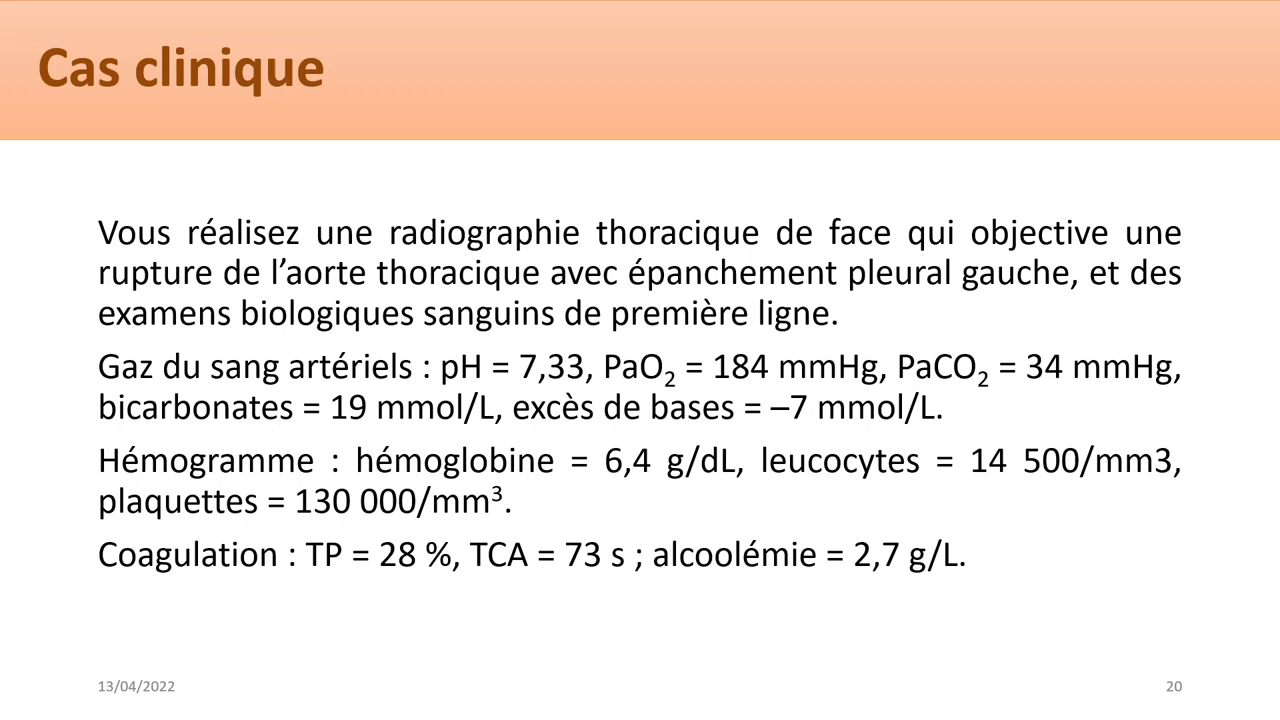 Cas clinique
Vous réalisez une radiographie thoracique de face qui objective une
rupture de l’aorte thoracique avec épanchement pleural gauche, et des
examens biologiques sanguins de première ligne.
Gaz du sang artériels : pH = 7,33, PaO₂ = 184 mmHg, PaCO₂ = 34 mmHg,
bicarbonates = 19 mmol/L, excès de bases = –7 mmol/L.
Hémogramme : hémoglobine = 6,4 g/dL, leucocytes = 14 500/mm3,
plaquettes = 130 000/mm³.
Coagulation : TP = 28 %, TCA = 73 s ; alcoolémie = 2,7 g/L.
13/04/2022
20